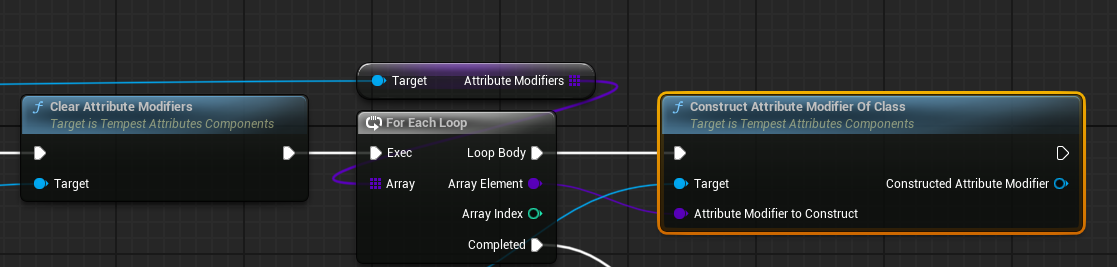 Target Attribute Modifiers
f Clear Attribute Modifiers
Target is Tempest Attributes Components
Target
For Each Loop
Exec Loop Body
Array Array Element
Array Index
Completed
f Construct Attribute Modifier Of Class
Target is Tempest Attributes Components
Target Constructed Attribute Modifier
Attribute Modifier to Construct